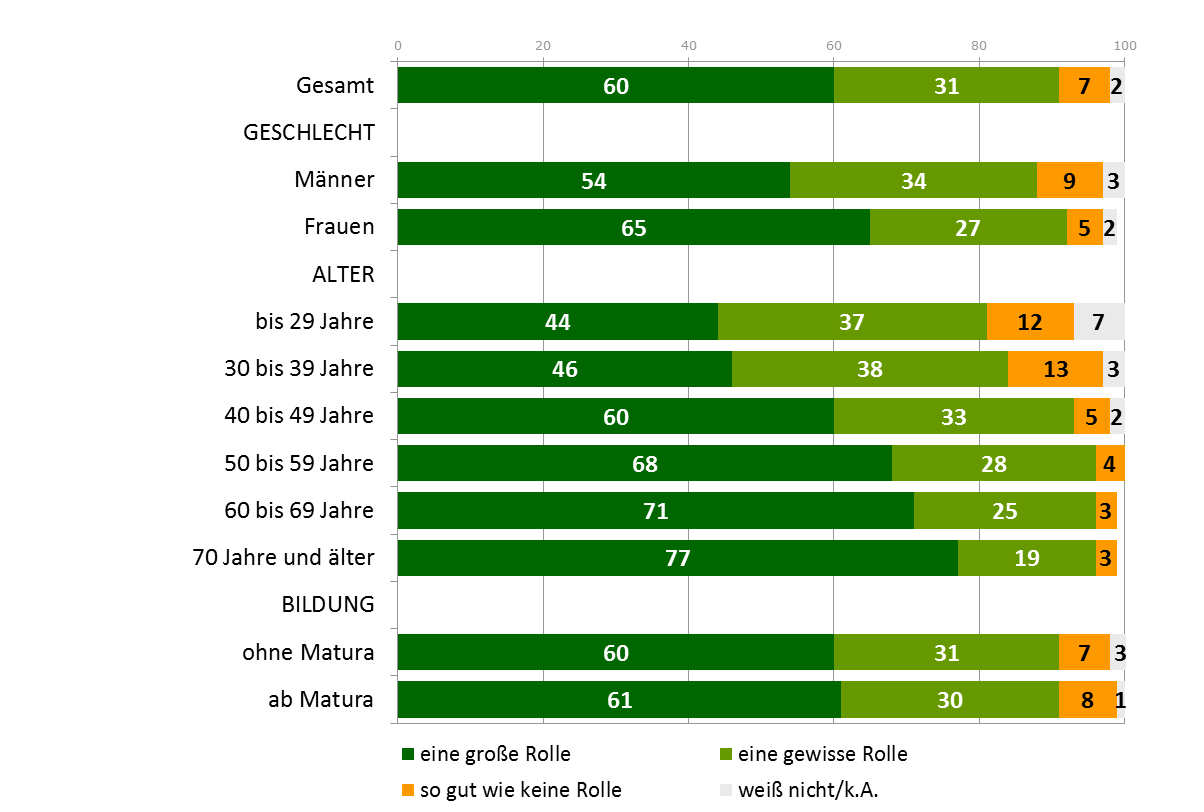 0 20 40 60 80 100
Gesamt 60 31 7 2
GESCHLECHT
Männer 54 34 9 3
Frauen 65 27 5 2
ALTER
bis 29 Jahre 44 37 12 7
30 bis 39 Jahre 46 38 13 3
40 bis 49 Jahre 60 33 5 2
50 bis 59 Jahre 68 28 4
60 bis 69 Jahre 71 25 3
70 Jahre und älter 77 19 3
BILDUNG
ohne Matura 60 31 7 3
ab Matura 61 30 8 1
eine große Rolle eine gewisse Rolle
so gut wie keine Rolle weiß nicht/k.A.